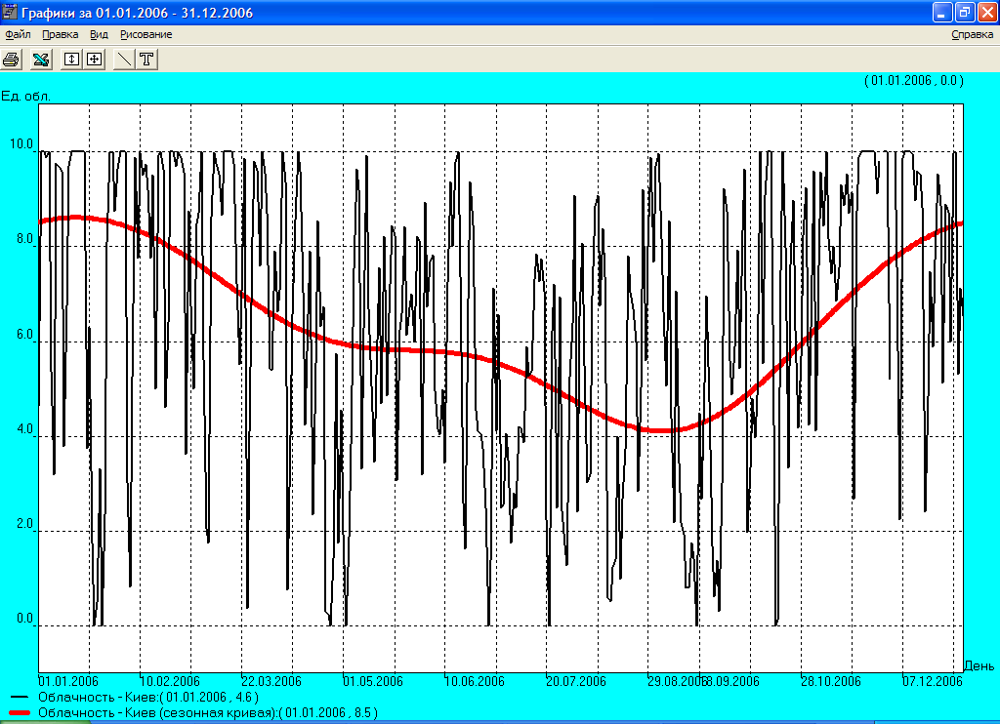 Графики за 01.01.2006 - 31.12.2006
Файл Правка Вид Рисование Справка
T
( 01.01.2006 , 0.0 )
Ед. обл.
10.0
8.0
6.0
4.0
2.0
0.0
День
01.01.2006 10.02.2006 22.03.2006 01.05.2006 10.06.2006 20.07.2006 29.08.2006 8.09.2006 28.10.2006 07.12.2006
Облачность - Киев:( 01.01.2006 , 4.6 )
Облачность - Киев (сезонная кривая):( 01.01.2006 , 8.5 )